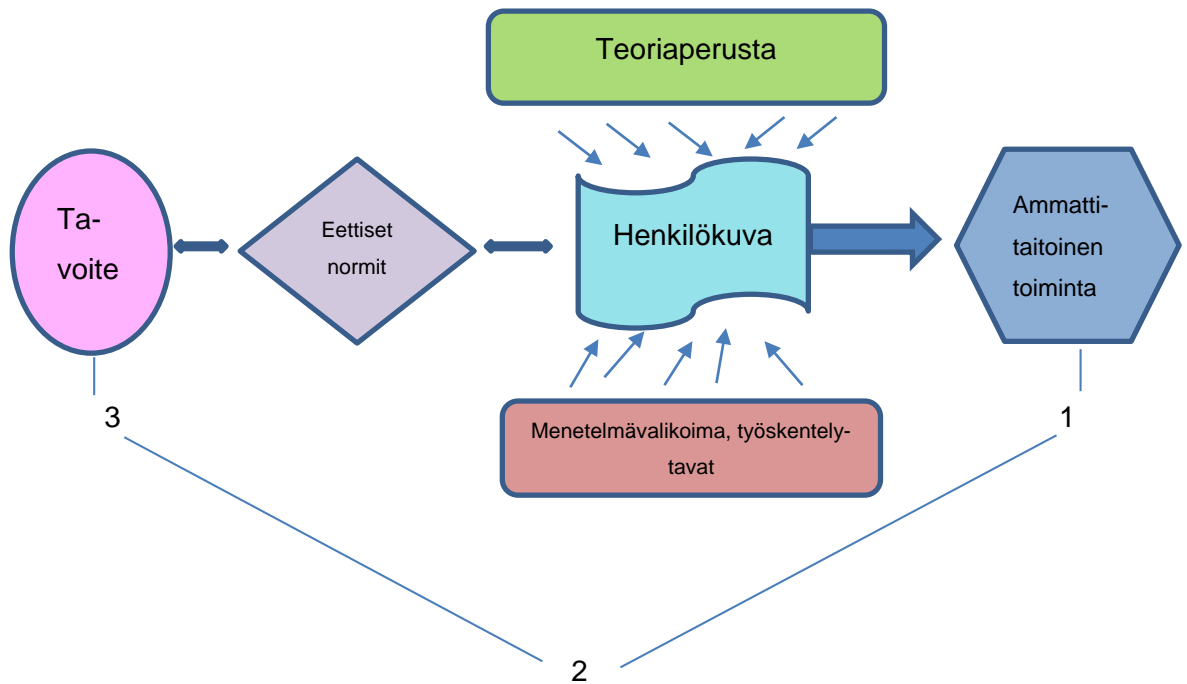 Teoriaperusta
Ta-
voite
Eettiset
normit
Henkilökuva
Ammatti-
taitoinen
toiminta
Menetelmävalikoima, työskentely-
tavat
3
1
2